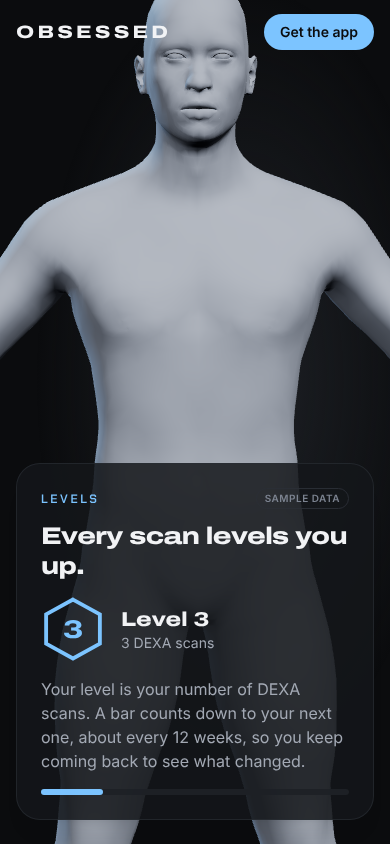 OBSESSED
Get the app
LEVELS
SAMPLE DATA
Every scan levels you
up.
3
Level 3
3 DEXA scans
Your level is your number of DEXA
scans. A bar counts down to your next
one, about every 12 weeks, so you keep
coming back to see what changed.